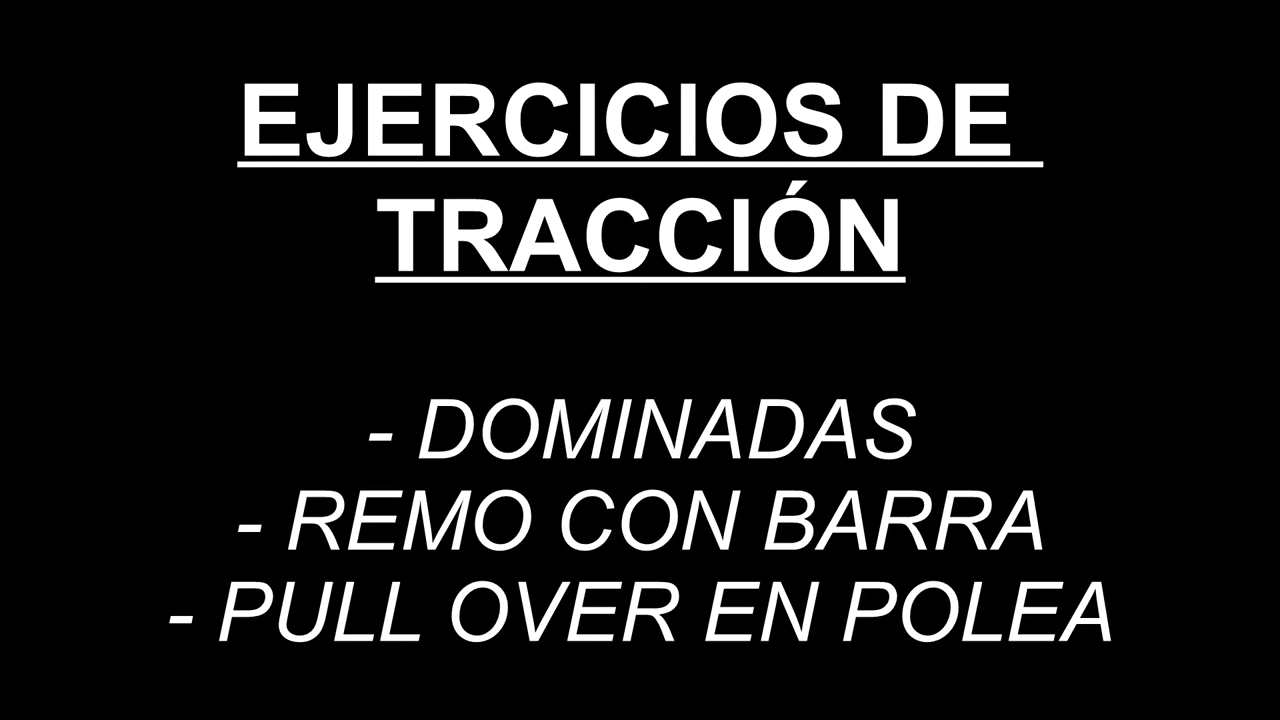 EJERCICIOS DE
TRACCIÓN
- DOMINADAS
- REMO CON BARRA
- PULL OVER EN POLEA